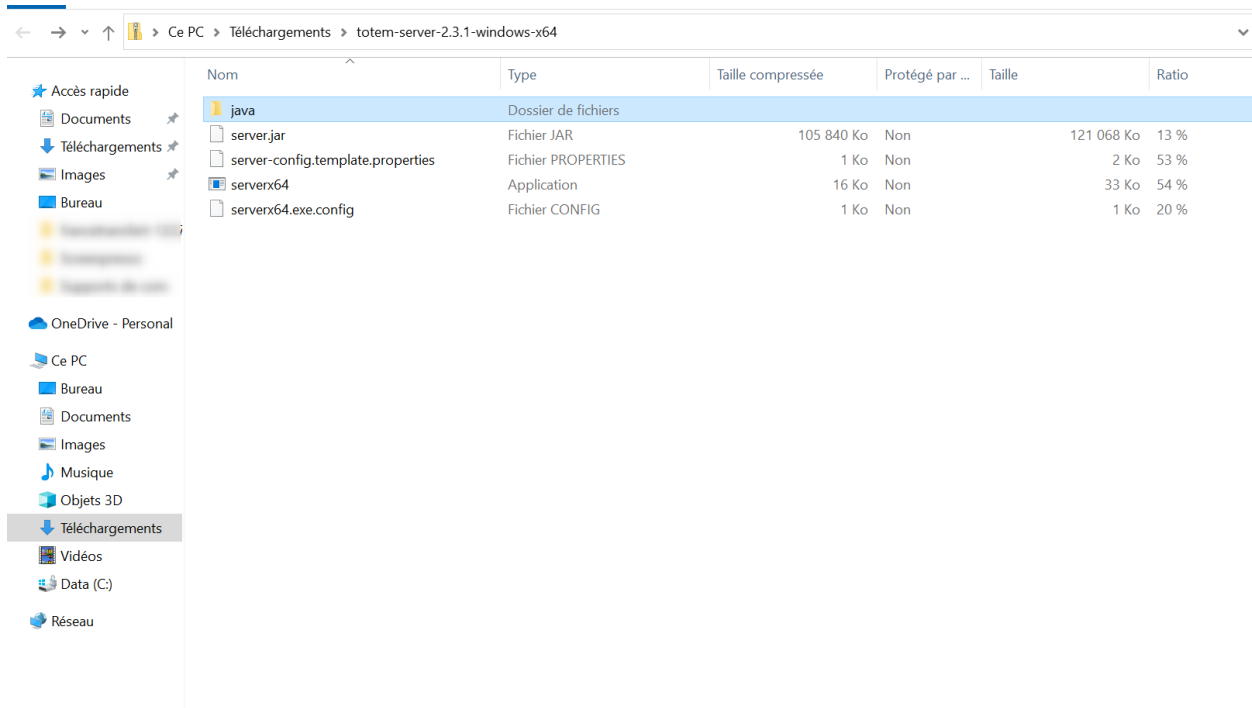 Ce PC > Téléchargements > totem-server-2.3.1-windows-x64
Nom Type Taille compressée Protégé par ... Taille Ratio
java Dossier de fichiers
server.jar Fichier JAR 105 840 Ko Non 121 068 Ko 13 %
server-config.template.properties Fichier PROPERTIES 1 Ko Non 2 Ko 53 %
serverx64 Application 16 Ko Non 33 Ko 54 %
serverx64.exe.config Fichier CONFIG 1 Ko Non 1 Ko 20 %
Accès rapide
Documents
Téléchargements
Images
Bureau
OneDrive - Personal
Ce PC
Bureau
Documents
Images
Musique
Objets 3D
Téléchargements
Vidéos
Data (C:)
Réseau